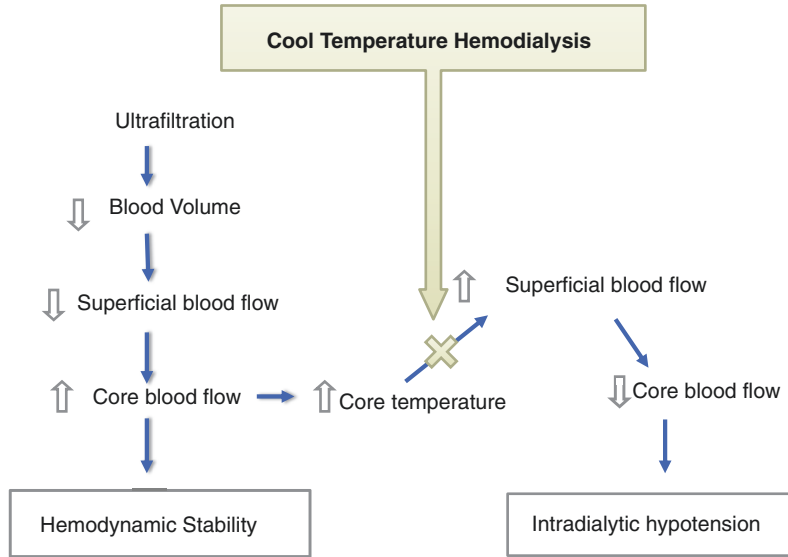 Cool Temperature Hemodialysis
Ultrafiltration
Blood Volume
Superficial blood flow
Core blood flow
Hemodynamic Stability
Core temperature
Superficial blood flow
Core blood flow
Intradialytic hypotension